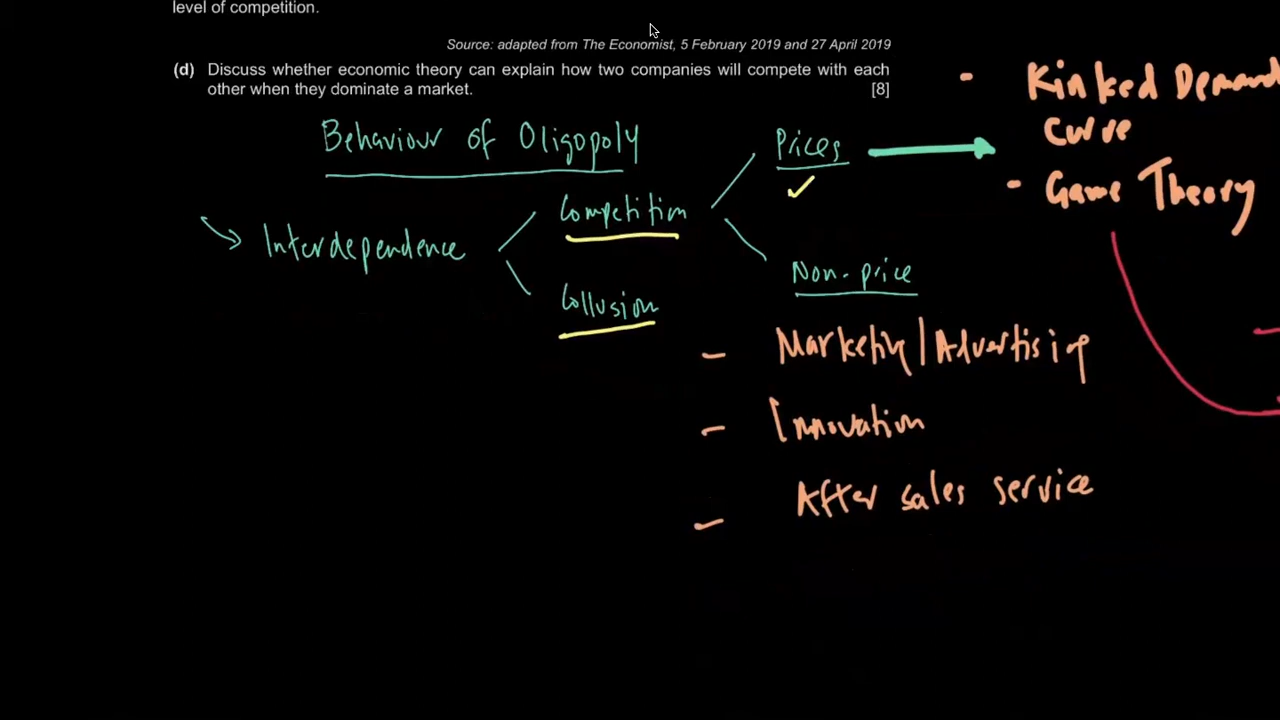 level of competition.
Source: adapted from The Economist, 5 February 2019 and 27 April 2019
(d) Discuss whether economic theory can explain how two companies will compete with each
other when they dominate a market. [8]
Behaviour of Oligopoly
Interdependence
Competition
Collusion
Prices
Non-price
- Marketing/Advertising
- Innovation
- After sales service
- Kinked Demand
Curve
- Game Theory